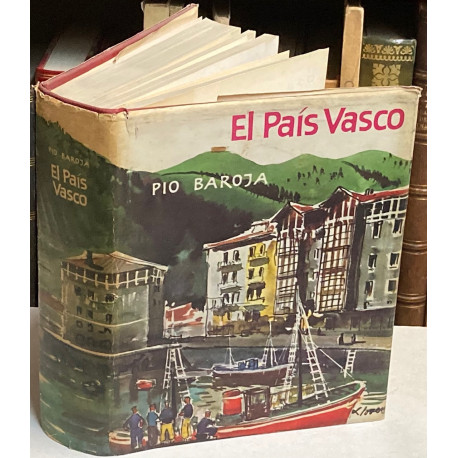 El País Vasco
PIO BAROJA
PIO BAROJA
El País
Vasco